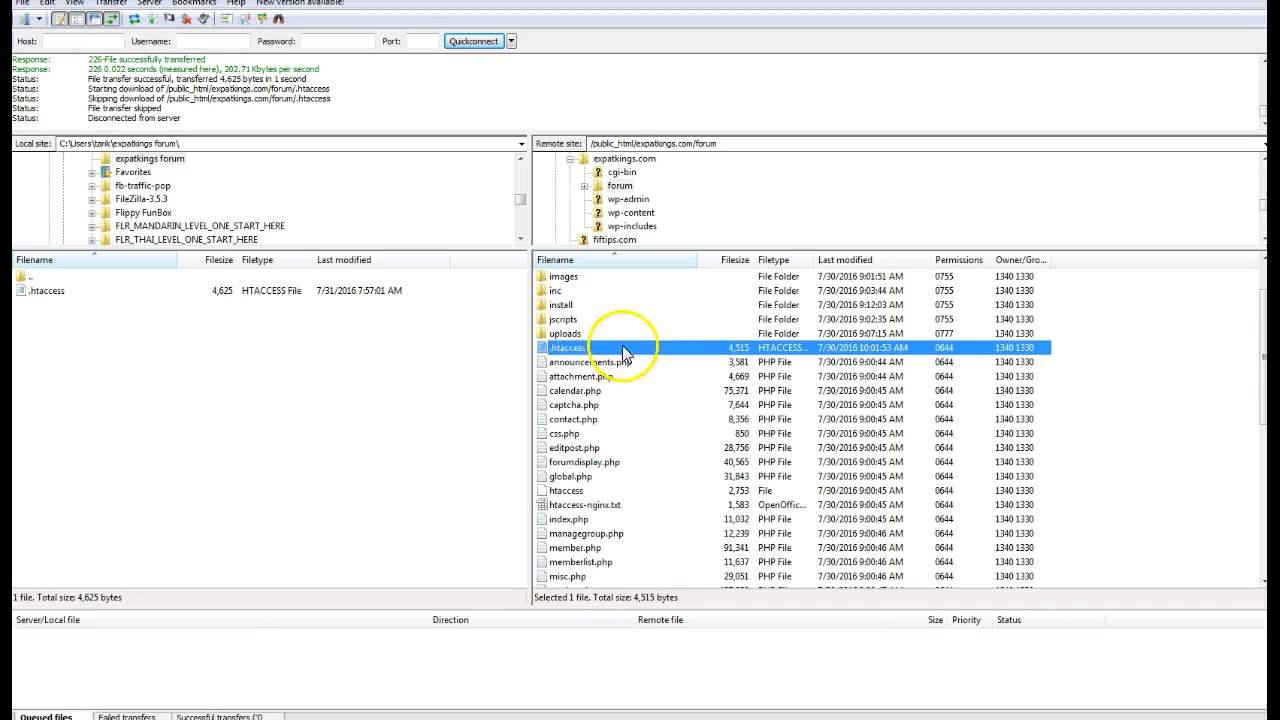 File Edit View Transfer Server Bookmarks Help New version available!
Host: Username: Password: Port: Quickconnect
Response: 226-File successfully transferred
Response: 226 0.022 seconds (measured here), 202.71 Kbytes per second
Status: File transfer successful, transferred 4,625 bytes in 1 second
Status: Starting download of /public_html/expatkings.com/forum/.htaccess
Status: Skipping download of /public_html/expatkings.com/forum/.htaccess
Status: File transfer skipped
Status: Disconnected from server
Local site: C:\Users\tarik\expatkings forum\
expatkings forum
Favorites
fb-traffic-pop
FileZilla-3.5.3
Flippy FunBox
FLR_MANDARIN_LEVEL_ONE_START_HERE
FLR_THAI_LEVEL_ONE_START_HERE
Filename Filesize Filetype Last modified
..
.htaccess 4,625 HTACCESS File 7/31/2016 7:57:01 AM
1 file. Total size: 4,625 bytes
Remote site: /public_html/expatkings.com/forum
expatkings.com
cgi-bin
forum
wp-admin
wp-content
wp-includes
fiftips.com
Filename Filesize Filetype Last modified Permissions Owner/Gro...
images File Folder 7/30/2016 9:01:51 AM 0755 1340 1330
inc File Folder 7/30/2016 9:03:44 AM 0755 1340 1330
install File Folder 7/30/2016 9:12:03 AM 0755 1340 1330
jscripts File Folder 7/30/2016 9:02:35 AM 0755 1340 1330
uploads File Folder 7/30/2016 9:07:15 AM 0777 1340 1330
.htaccess 4,515 HTACCESS... 7/30/2016 10:01:53 AM 0644 1340 1330
announcements.php 3,581 PHP File 7/30/2016 9:00:45 AM 0644 1340 1330
attachment.php 4,669 PHP File 7/30/2016 9:00:45 AM 0644 1340 1330
calendar.php 75,371 PHP File 7/30/2016 9:00:45 AM 0644 1340 1330
captcha.php 7,644 PHP File 7/30/2016 9:00:45 AM 0644 1340 1330
contact.php 8,356 PHP File 7/30/2016 9:00:45 AM 0644 1340 1330
css.php 850 PHP File 7/30/2016 9:00:45 AM 0644 1340 1330
editpost.php 28,756 PHP File 7/30/2016 9:00:45 AM 0644 1340 1330
forumdisplay.php 40,565 PHP File 7/30/2016 9:00:45 AM 0644 1340 1330
global.php 31,843 PHP File 7/30/2016 9:00:45 AM 0644 1340 1330
htaccess 2,753 File 7/30/2016 9:00:45 AM 0644 1340 1330
htaccess-nginx.txt 1,583 OpenOffic... 7/30/2016 9:00:45 AM 0644 1340 1330
index.php 11,032 PHP File 7/30/2016 9:00:45 AM 0644 1340 1330
managegroup.php 12,239 PHP File 7/30/2016 9:00:46 AM 0644 1340 1330
member.php 91,341 PHP File 7/30/2016 9:00:46 AM 0644 1340 1330
memberlist.php 11,637 PHP File 7/30/2016 9:00:46 AM 0644 1340 1330
misc.php 29,051 PHP File 7/30/2016 9:00:46 AM 0644 1340 1330
Selected 1 file. Total size: 4,515 bytes
Server/Local file Direction Remote file Size Priority Status
Queued files Failed transfers Successful transfers (3)